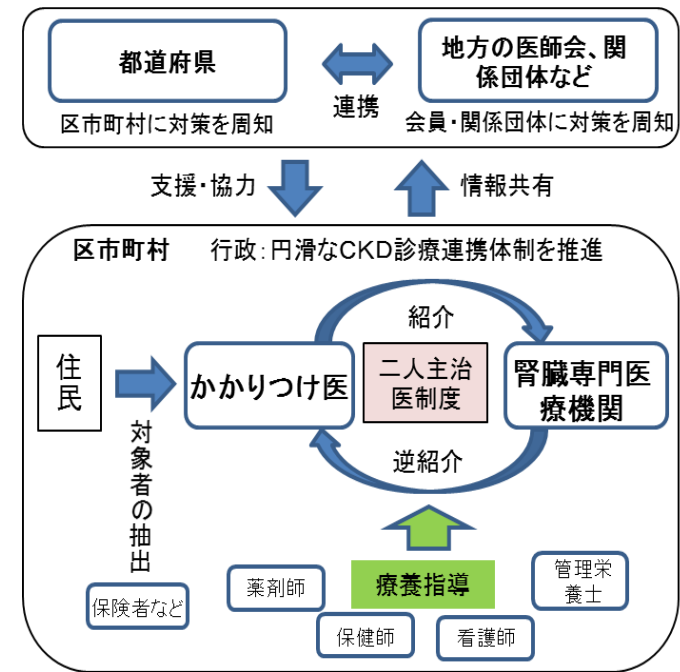 都道府県
地方の医師会、関
係団体など
連携
区市町村に対策を周知
会員・関係団体に対策を周知
支援・協力
情報共有
区市町村　行政：円滑なCKD診療連携体制を推進
紹介
住民
かかりつけ医
二人主治
医制度
腎臓専門医
療機関
逆紹介
対象者の抽出
保険者など
薬剤師
療養指導
管理栄
養士
保健師
看護師